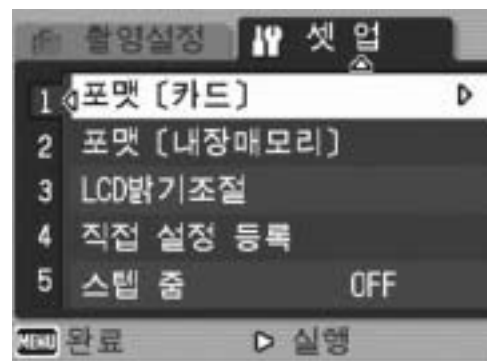 촬영설정 셋 업
1 포맷 [카드]
2 포맷 [내장메모리]
3 LCD밝기조절
4 직접 설정 등록
5 스텝 줌 OFF
MENU 완료 실행